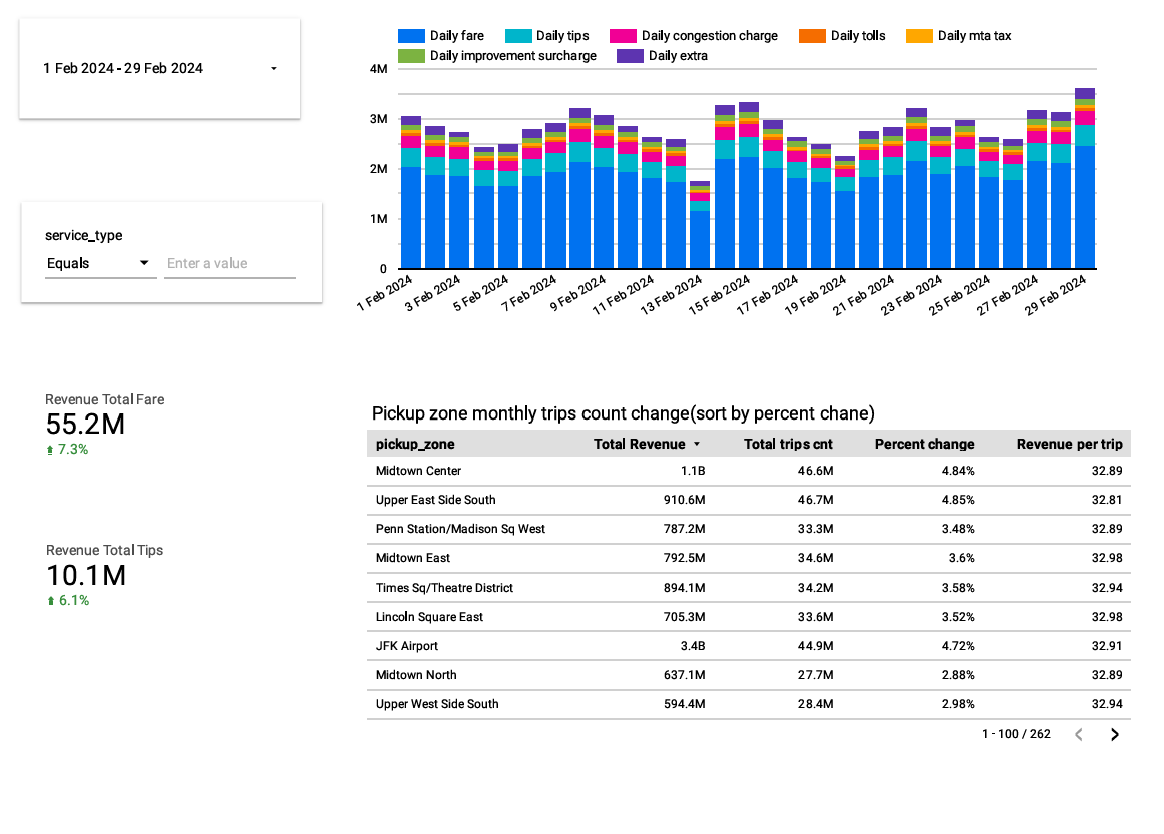 1 Feb 2024 - 29 Feb 2024
Daily fare Daily tips Daily congestion charge Daily tolls Daily mta tax
Daily improvement surcharge Daily extra
4M
3M
2M
1M
0
1 Feb 2024 3 Feb 2024 5 Feb 2024 7 Feb 2024 9 Feb 2024 11 Feb 2024 13 Feb 2024 15 Feb 2024 17 Feb 2024 19 Feb 2024 21 Feb 2024 23 Feb 2024 25 Feb 2024 27 Feb 2024 29 Feb 2024
service_type
Equals Enter a value
Revenue Total Fare
55.2M
7.3%
Revenue Total Tips
10.1M
6.1%
Pickup zone monthly trips count change(sort by percent chane)
pickup_zone Total Revenue Total trips cnt Percent change Revenue per trip
Midtown Center 1.1B 46.6M 4.84% 32.89
Upper East Side South 910.6M 46.7M 4.85% 32.81
Penn Station/Madison Sq West 787.2M 33.3M 3.48% 32.89
Midtown East 792.5M 34.6M 3.6% 32.98
Times Sq/Theatre District 894.1M 34.2M 3.58% 32.94
Lincoln Square East 705.3M 33.6M 3.52% 32.98
JFK Airport 3.4B 44.9M 4.72% 32.91
Midtown North 637.1M 27.7M 2.88% 32.89
Upper West Side South 594.4M 28.4M 2.98% 32.94
1 - 100 / 262